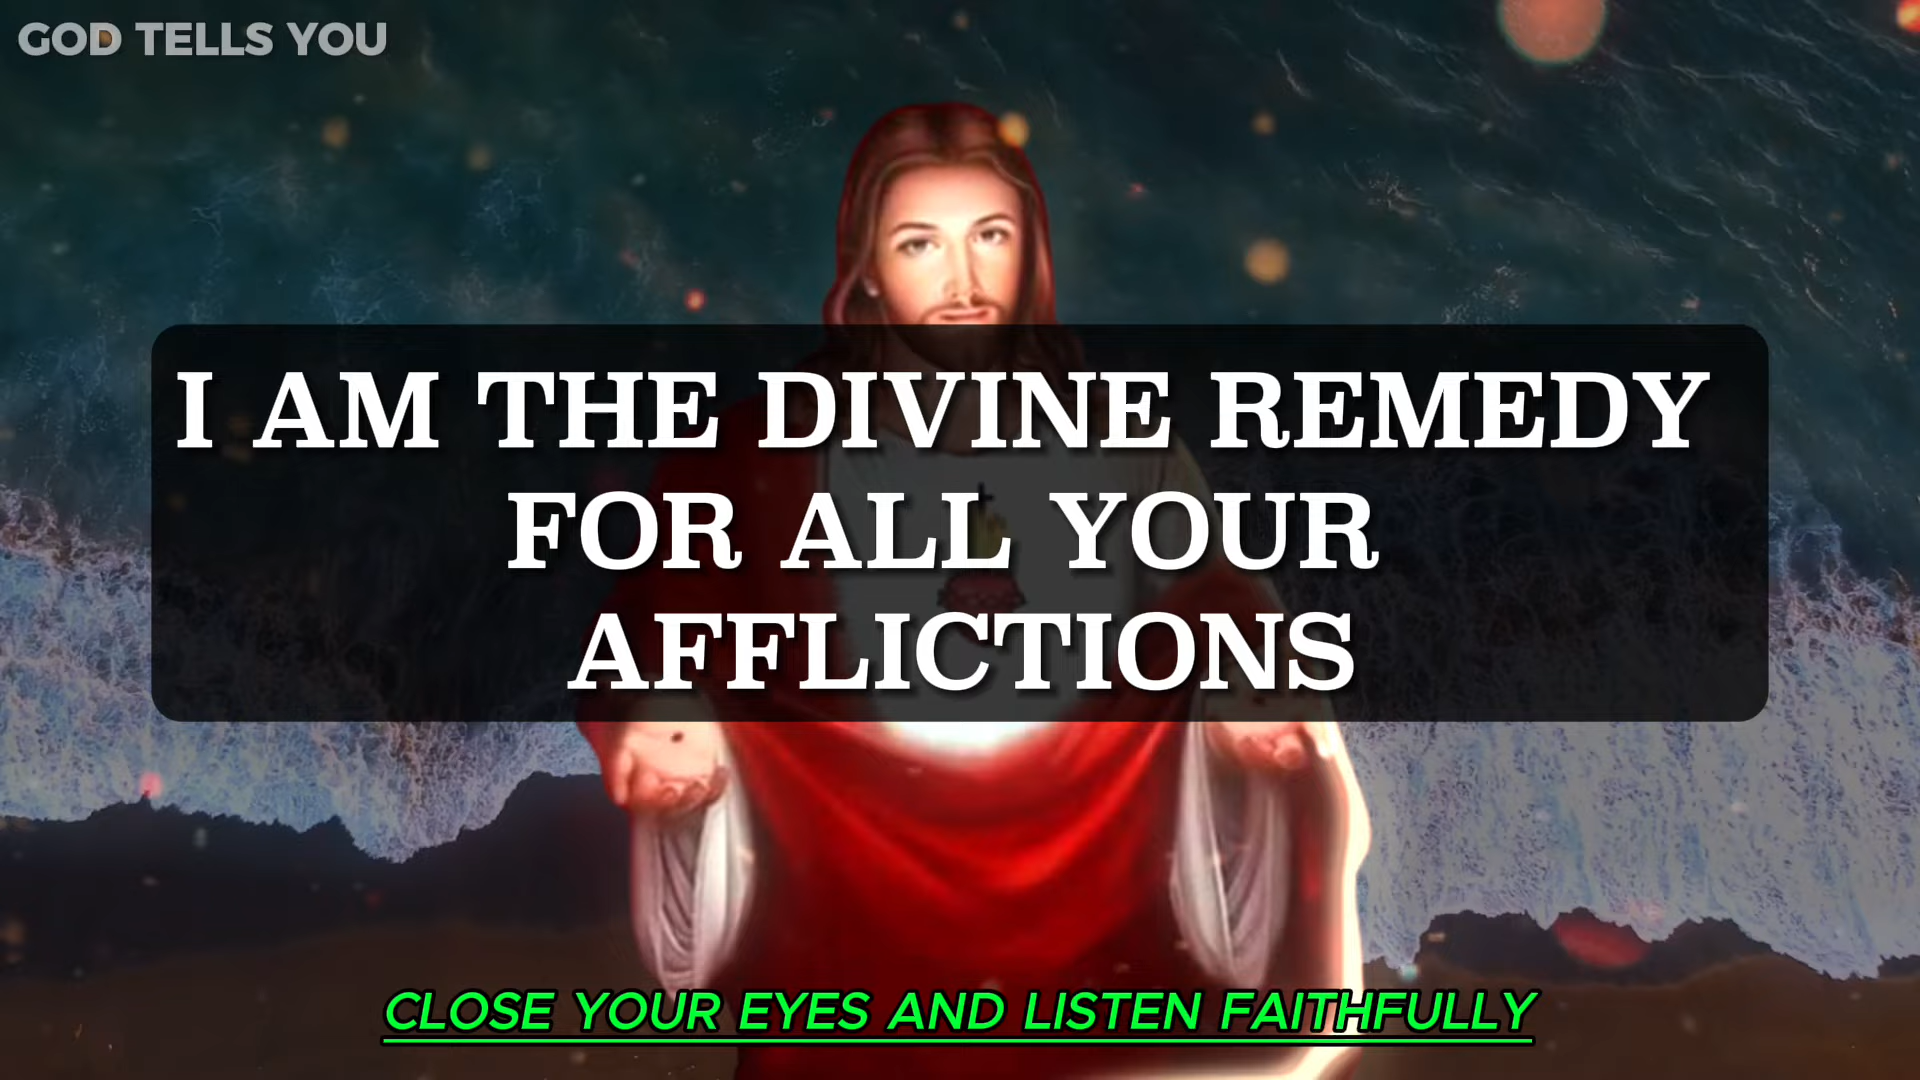 GOD TELLS YOU
I AM THE DIVINE REMEDY
FOR ALL YOUR
AFFLICTIONS
CLOSE YOUR EYES AND LISTEN FAITHFULLY